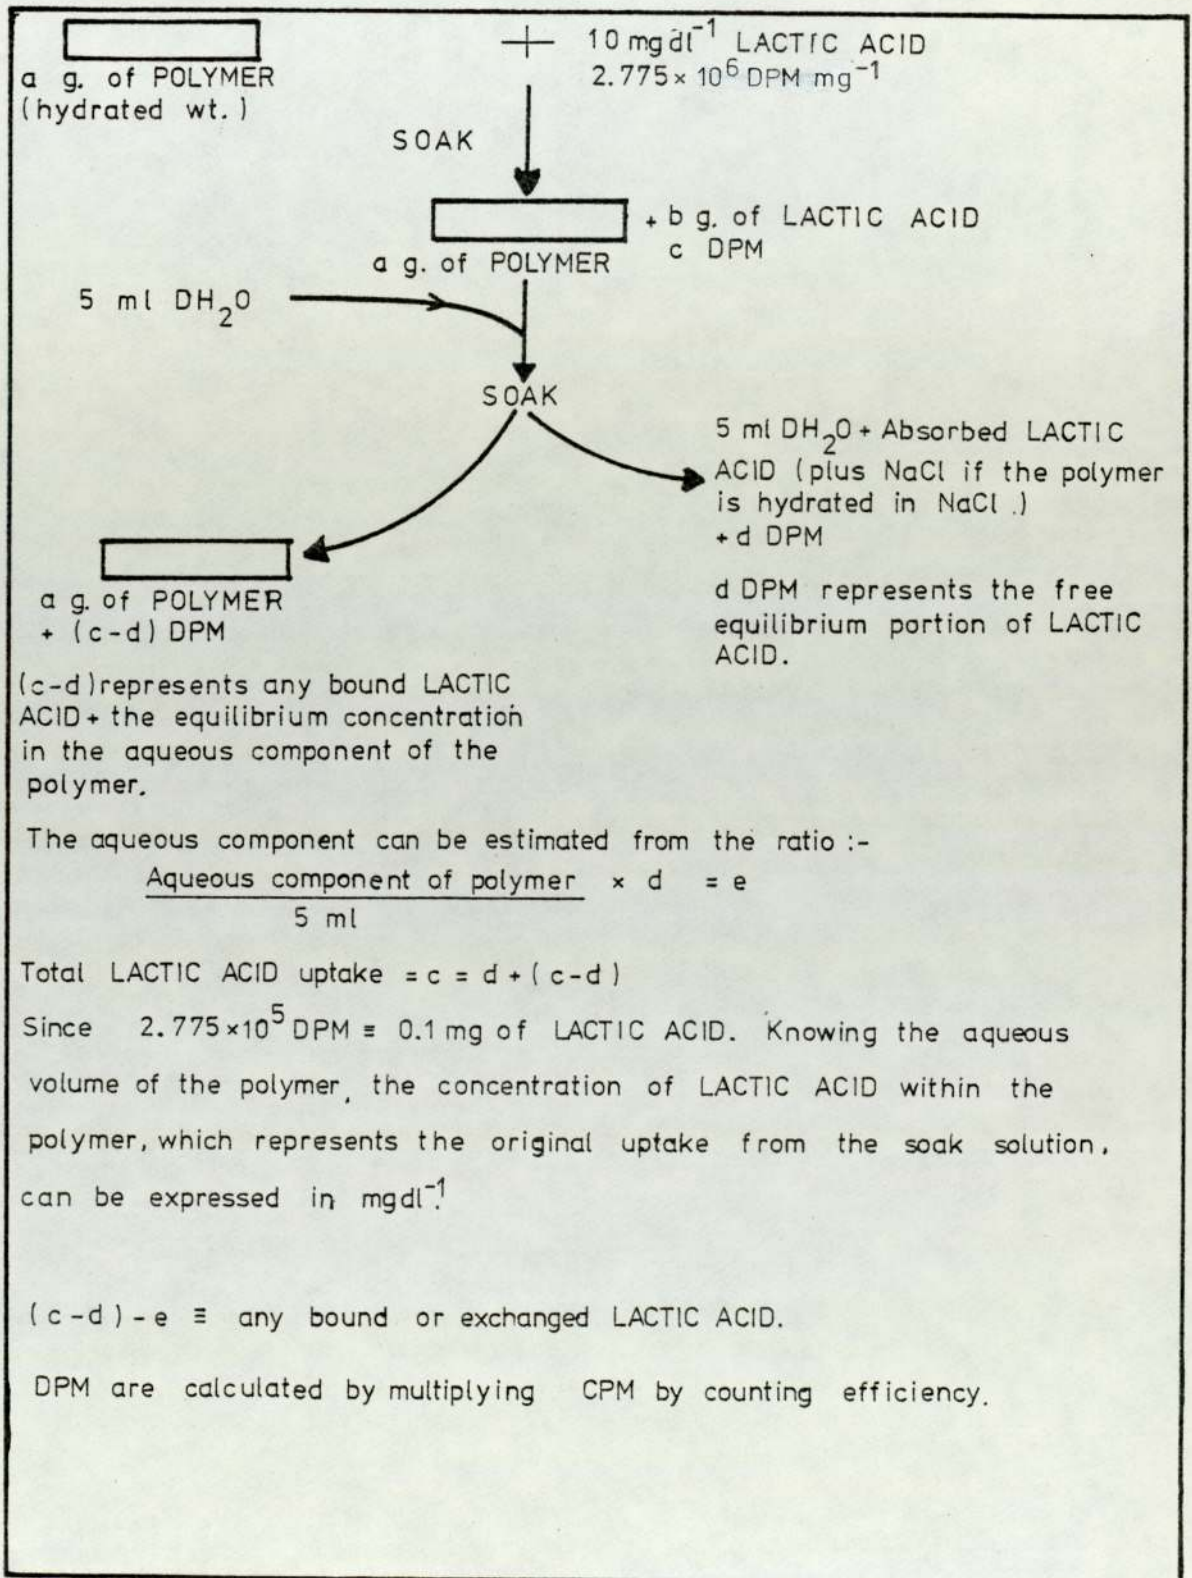 a g. of POLYMER
(hydrated wt.)
+ 10 mg dl⁻¹ LACTIC ACID
2.775 × 10⁶ DPM mg⁻¹
SOAK
a g. of POLYMER
+ b g. of LACTIC ACID
c DPM
5 ml DH₂O
SOAK
5 ml DH₂O + Absorbed LACTIC
ACID (plus NaCl if the polymer
is hydrated in NaCl.)
+ d DPM
d DPM represents the free
equilibrium portion of LACTIC
ACID.
a g. of POLYMER
+ (c-d) DPM
(c-d) represents any bound LACTIC
ACID + the equilibrium concentration
in the aqueous component of the
polymer.
The aqueous component can be estimated from the ratio :-
Aqueous component of polymer × d = e
5 ml
Total LACTIC ACID uptake = c = d + (c-d)
Since 2.775×10⁵ DPM ≡ 0.1 mg of LACTIC ACID. Knowing the aqueous
volume of the polymer, the concentration of LACTIC ACID within the
polymer, which represents the original uptake from the soak solution,
can be expressed in mgdl⁻¹.
(c-d) - e ≡ any bound or exchanged LACTIC ACID.
DPM are calculated by multiplying CPM by counting efficiency.